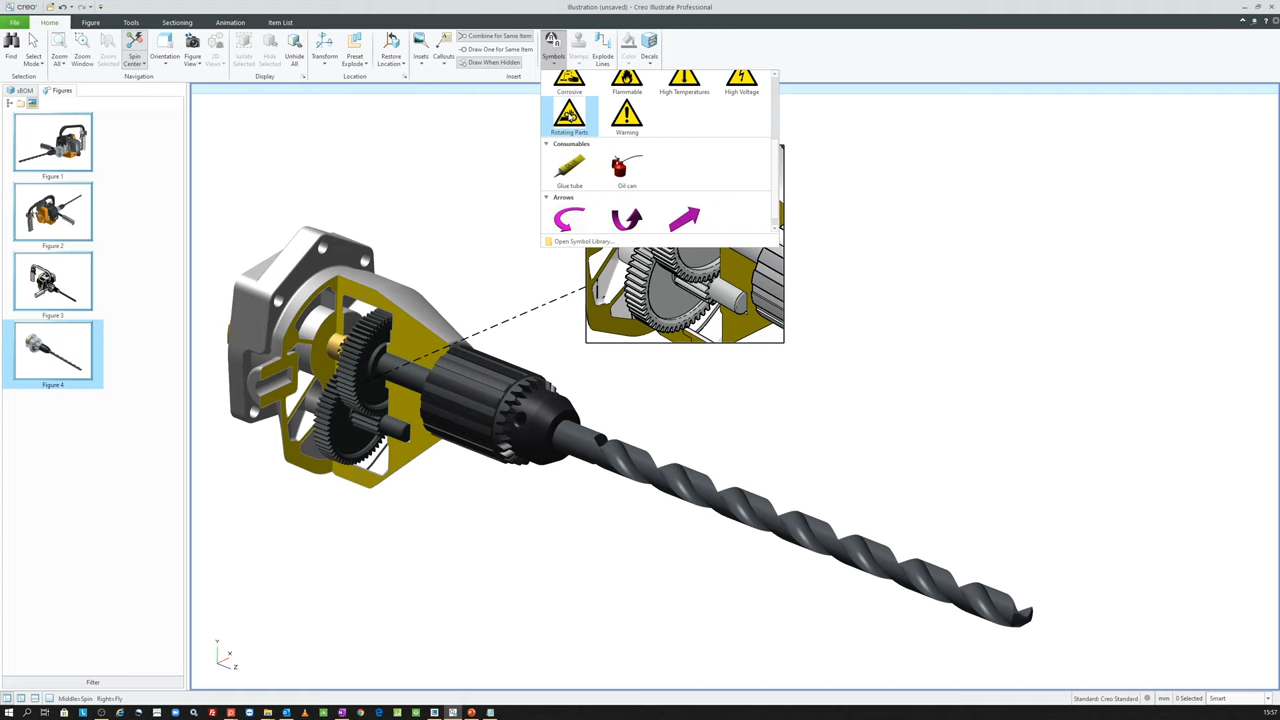 creo
Illustration (unsaved) - Creo Illustrate Professional
File Home Figure Tools Sectioning Animation Item List
Find
Select Mode
Zoom All
Zoom Window
Zoom Selected
Spin Center
Orientation
Figure View
2D Views
Isolate Selected
Hide Selected
Unhide All
Transform
Preset Explode
Restore Location
Insets
Callouts
Combine for Same Item
Draw One for Same Item
Draw When Hidden
Symbols
Stamps
Explode Lines
Color
Decals
Selection Navigation Display Location Insert
sBOM Figures
Figure 1
Figure 2
Figure 3
Figure 4
Filter
Corrosive Flammable High Temperatures High Voltage
Rotating Parts Warning
Consumables
Glue tube Oil can
Arrows
Open Symbol Library...
Y
X
Z
Middle=Spin Right=Fly
Standard: Creo Standard mm 0 Selected Smart
15:57